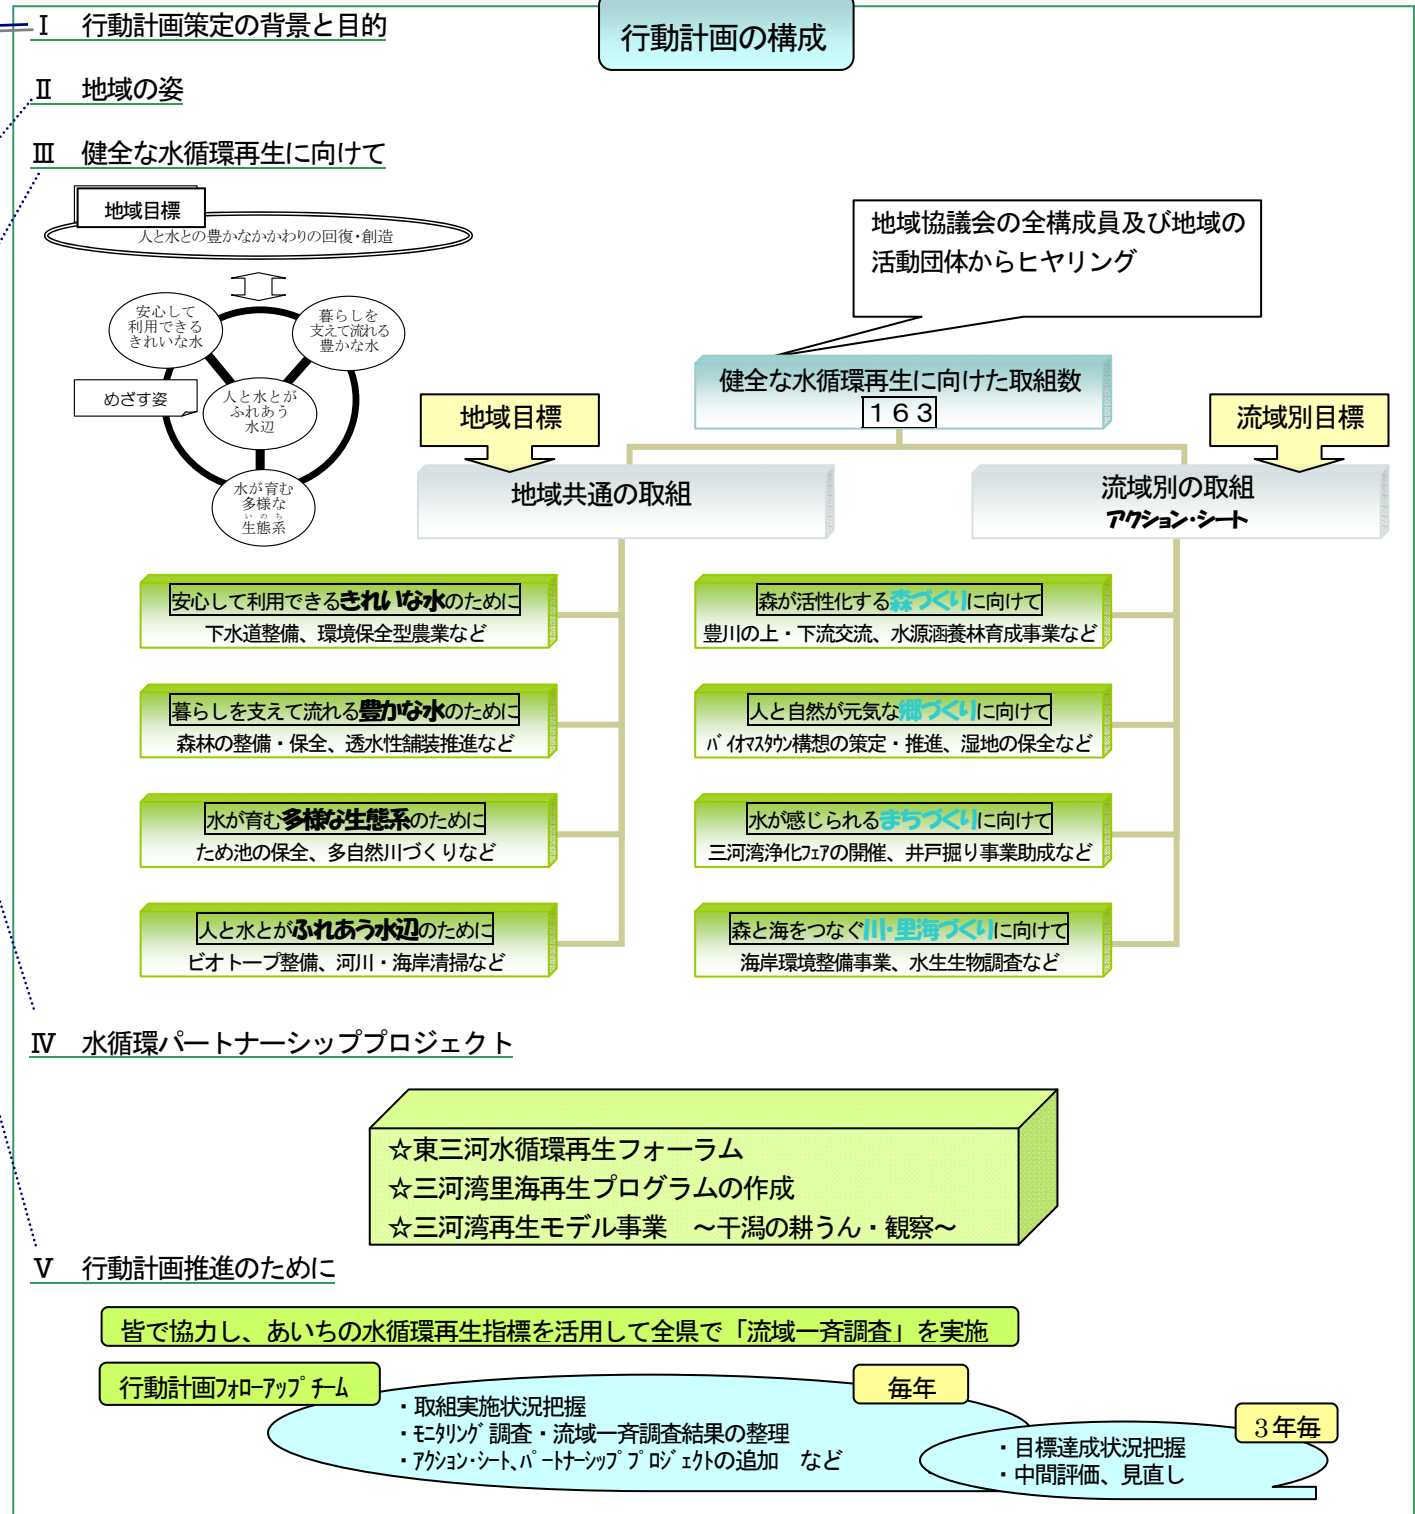 行動計画の構成
Ⅰ　行動計画策定の背景と目的
Ⅱ　地域の姿
Ⅲ　健全な水循環再生に向けて
地域目標
人と水との豊かなかかわりの回復・創造
安心して
利用できる
きれいな水
暮らしを
支えて流れる
豊かな水
めざす姿
人と水とが
ふれあう
水辺
水が育む
多様な
いのち
生態系
地域協議会の全構成員及び地域の
活動団体からヒヤリング
健全な水循環再生に向けた取組数
１６３
地域目標
流域別目標
地域共通の取組
流域別の取組
アクション・シート
安心して利用できるきれいな水のために
下水道整備、環境保全型農業など
暮らしを支えて流れる豊かな水のために
森林の整備・保全、透水性舗装推進など
水が育む多様な生態系のために
ため池の保全、多自然川づくりなど
人と水とがふれあう水辺のために
ビオトープ整備、河川・海岸清掃など
森が活性化する森づくりに向けて
豊川の上・下流交流、水源涵養林育成事業など
人と自然が元気な郷づくりに向けて
ﾊﾞｲｵﾏｽﾀｳﾝ構想の策定・推進、湿地の保全など
水が感じられるまちづくりに向けて
三河湾浄化ﾌｪｱの開催、井戸掘り事業助成など
森と海をつなぐ川・里海づくりに向けて
海岸環境整備事業、水生生物調査など
Ⅳ　水循環パートナーシッププロジェクト
☆東三河水循環再生フォーラム
☆三河湾里海再生プログラムの作成
☆三河湾再生モデル事業　～干潟の耕うん・観察～
Ⅴ　行動計画推進のために
皆で協力し、あいちの水循環再生指標を活用して全県で「流域一斉調査」を実施
行動計画ﾌｫﾛｰｱｯﾌﾟﾁｰﾑ
毎年
・取組実施状況把握
・ﾓﾆﾀﾘﾝｸﾞ調査・流域一斉調査結果の整理
・ｱｸｼｮﾝ・ｼｰﾄ、ﾊﾟｰﾄﾅｰｼｯﾌﾟﾌﾟﾛｼﾞｪｸﾄの追加　など
３年毎
・目標達成状況把握
・中間評価、見直し